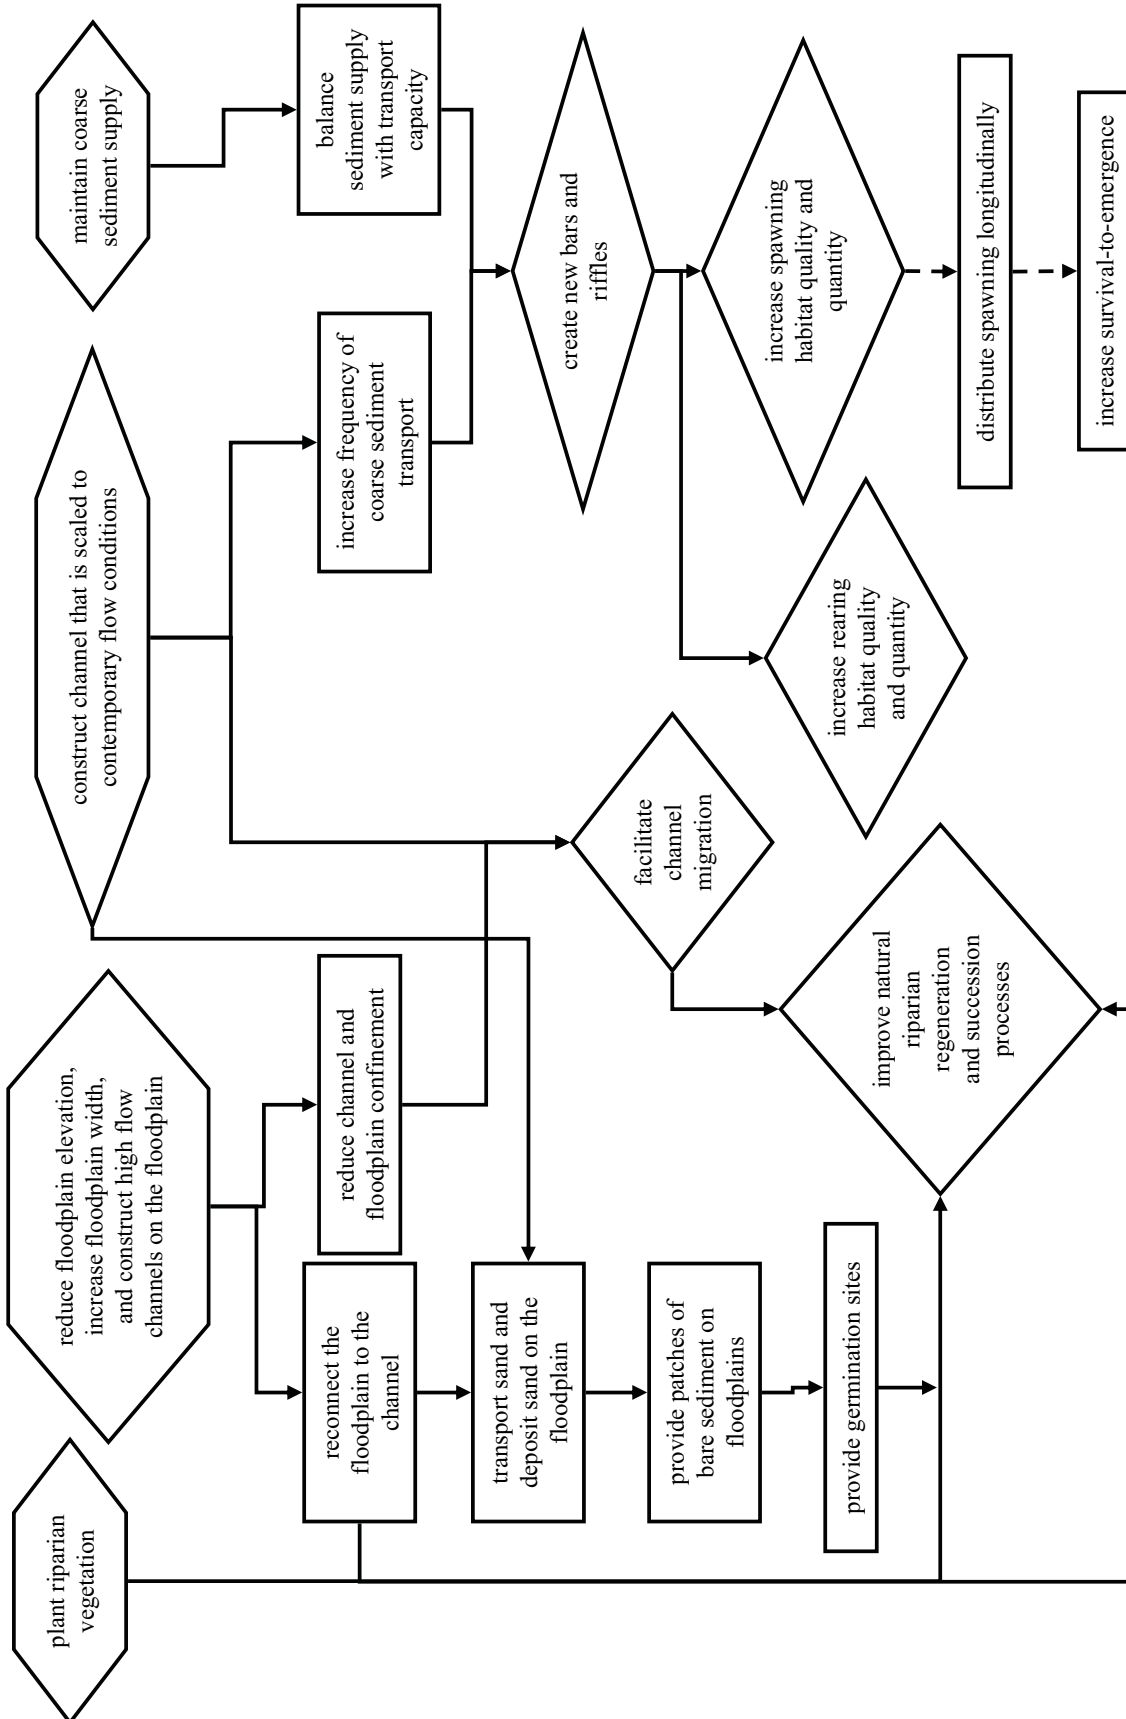 plant riparian
vegetation
reduce floodplain elevation,
increase floodplain width,
and construct high flow
channels on the floodplain
construct channel that is scaled to
contemporary flow conditions
maintain coarse
sediment supply
reconnect the
floodplain to the
channel
reduce channel and
floodplain confinement
increase frequency of
coarse sediment
transport
balance
sediment supply
with transport
capacity
transport sand and
deposit sand on the
floodplain
create new bars and
riffles
provide patches of
bare sediment on
floodplains
facilitate
channel
migration
increase spawning
habitat quality and
quantity
provide germination sites
increase rearing
habitat quality
and quantity
improve natural
riparian
regeneration
and succession
processes
distribute spawning longitudinally
increase survival-to-emergence